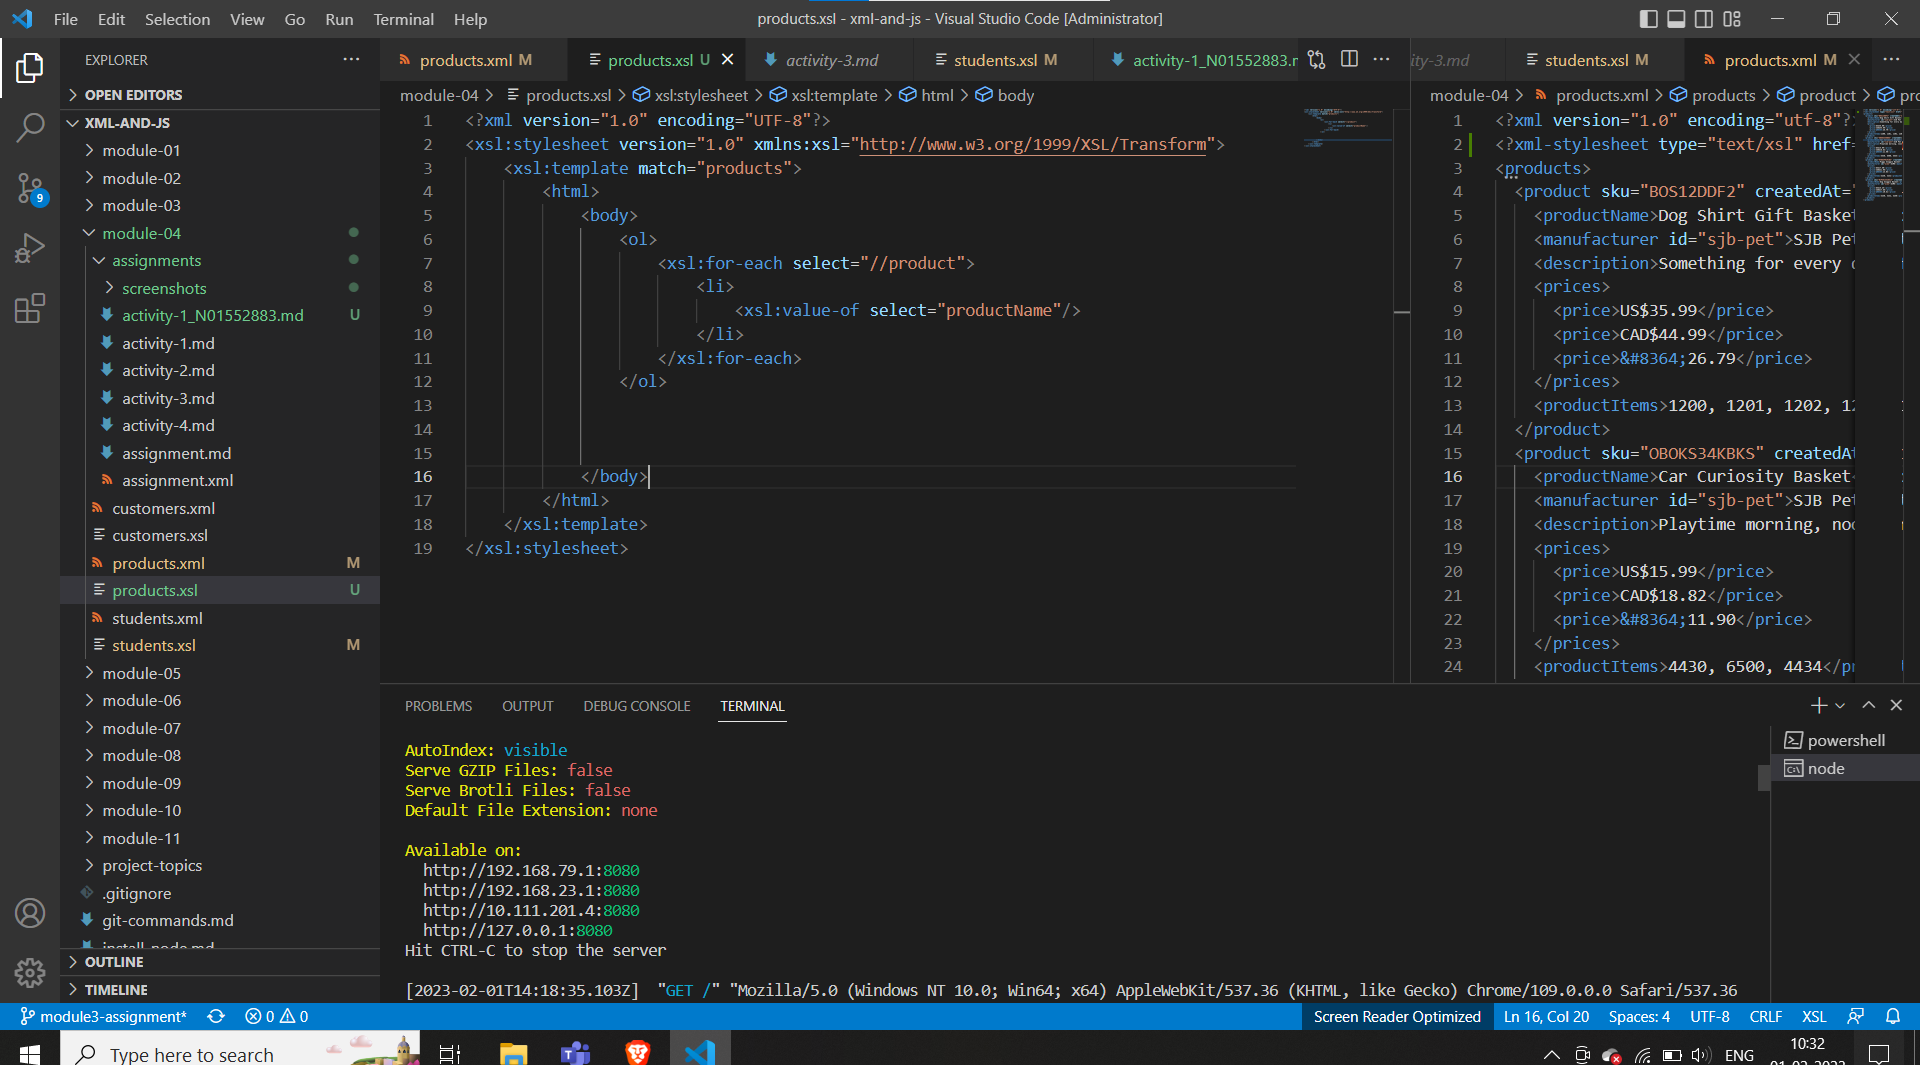 File Edit Selection View Go Run Terminal Help
products.xsl - xml-and-js - Visual Studio Code [Administrator]
EXPLORER
OPEN EDITORS
XML-AND-JS
module-01
module-02
module-03
module-04
assignments
screenshots
activity-1_N01552883.md U
activity-1.md
activity-2.md
activity-3.md
activity-4.md
assignment.md
assignment.xml
customers.xml
customers.xsl
products.xml M
products.xsl U
students.xml
students.xsl M
module-05
module-06
module-07
module-08
module-09
module-10
module-11
project-topics
.gitignore
git-commands.md
install-node.md
OUTLINE
TIMELINE
9
products.xml M products.xsl U activity-3.md students.xsl M activity-1_N01552883.m
module-04 > products.xsl > xsl:stylesheet > xsl:template > html > body
1 <?xml version="1.0" encoding="UTF-8"?>
2 <xsl:stylesheet version="1.0" xmlns:xsl="http://www.w3.org/1999/XSL/Transform">
3 <xsl:template match="products">
4 <html>
5 <body>
6 <ol>
7 <xsl:for-each select="//product">
8 <li>
9 <xsl:value-of select="productName"/>
10 </li>
11 </xsl:for-each>
12 </ol>
13
14
15
16 </body>
17 </html>
18 </xsl:template>
19 </xsl:stylesheet>
ity-3.md students.xsl M products.xml M
module-04 > products.xml > products > product > pro
1 <?xml version="1.0" encoding="utf-8"?>
2 <?xml-stylesheet type="text/xsl" href=
3 <products>
4 <product sku="BOS12DDF2" createdAt="
5 <productName>Dog Shirt Gift Basket
6 <manufacturer id="sjb-pet">SJB Pet
7 <description>Something for every
8 <prices>
9 <price>US$35.99</price>
10 <price>CAD$44.99</price>
11 <price>&#8364;26.79</price>
12 </prices>
13 <productItems>1200, 1201, 1202, 12
14 </product>
15 <product sku="OBOKS34KBKS" createdAt
16 <productName>Car Curiosity Basket<
17 <manufacturer id="sjb-pet">SJB Pet
18 <description>Playtime morning, noo
19 <prices>
20 <price>US$15.99</price>
21 <price>CAD$18.82</price>
22 <price>&#8364;11.90</price>
23 </prices>
24 <productItems>4430, 6500, 4434</pr
PROBLEMS OUTPUT DEBUG CONSOLE TERMINAL
AutoIndex: visible
Serve GZIP Files: false
Serve Brotli Files: false
Default File Extension: none
Available on:
http://192.168.79.1:8080
http://192.168.23.1:8080
http://10.111.201.4:8080
http://127.0.0.1:8080
Hit CTRL-C to stop the server
[2023-02-01T14:18:35.103Z] "GET /" "Mozilla/5.0 (Windows NT 10.0; Win64; x64) AppleWebKit/537.36 (KHTML, like Gecko) Chrome/109.0.0.0 Safari/537.36
powershell
node
module3-assignment* 0 0 Screen Reader Optimized Ln 16, Col 20 Spaces: 4 UTF-8 CRLF XSL
Type here to search
ENG
10:32